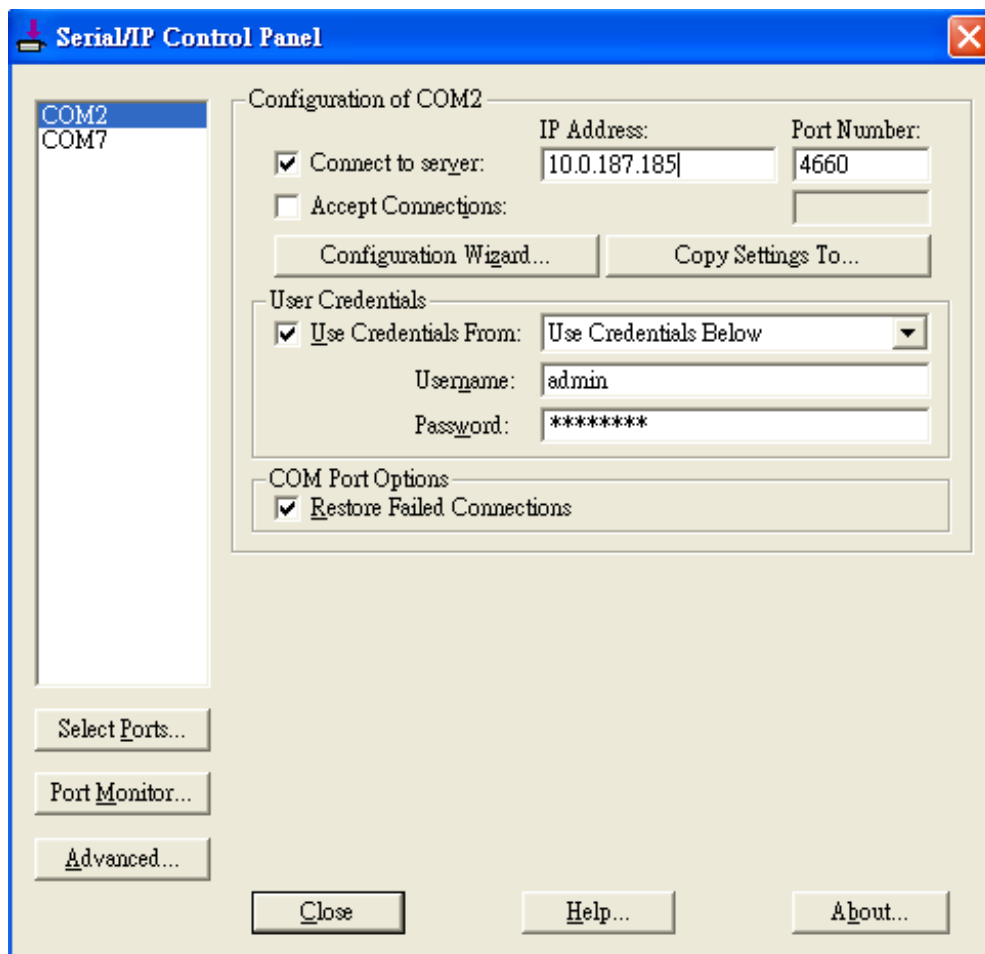 Serial/IP Control Panel
COM2
COM7
Configuration of COM2
IP Address: Port Number:
Connect to server: 10.0.187.185 4660
Accept Connections:
Configuration Wizard... Copy Settings To...
User Credentials
Use Credentials From: Use Credentials Below
Username: admin
Password: ********
COM Port Options
Restore Failed Connections
Select Ports...
Port Monitor...
Advanced...
Close Help... About...